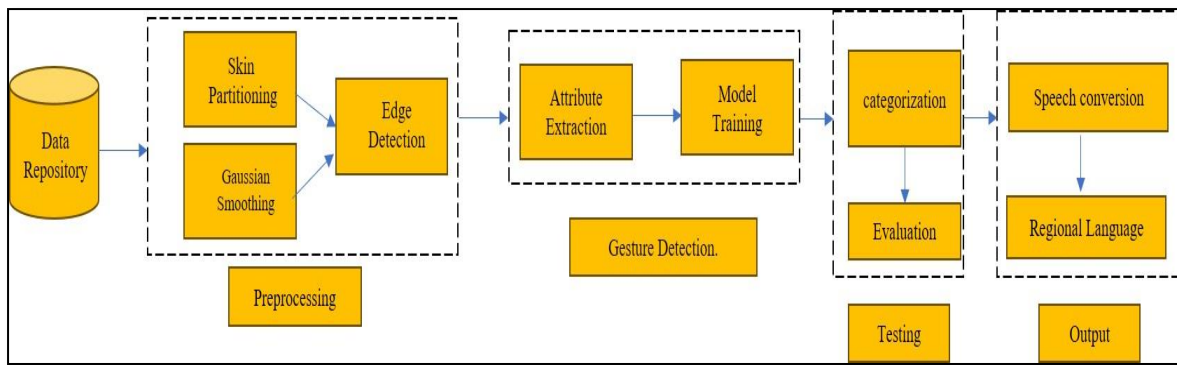 Data
Repository
Skin
Partitioning
Gaussian
Smoothing
Edge
Detection
Preprocessing
Attribute
Extraction
Model
Training
Gesture Detection.
categorization
Evaluation
Testing
Speech conversion
Regional Language
Output